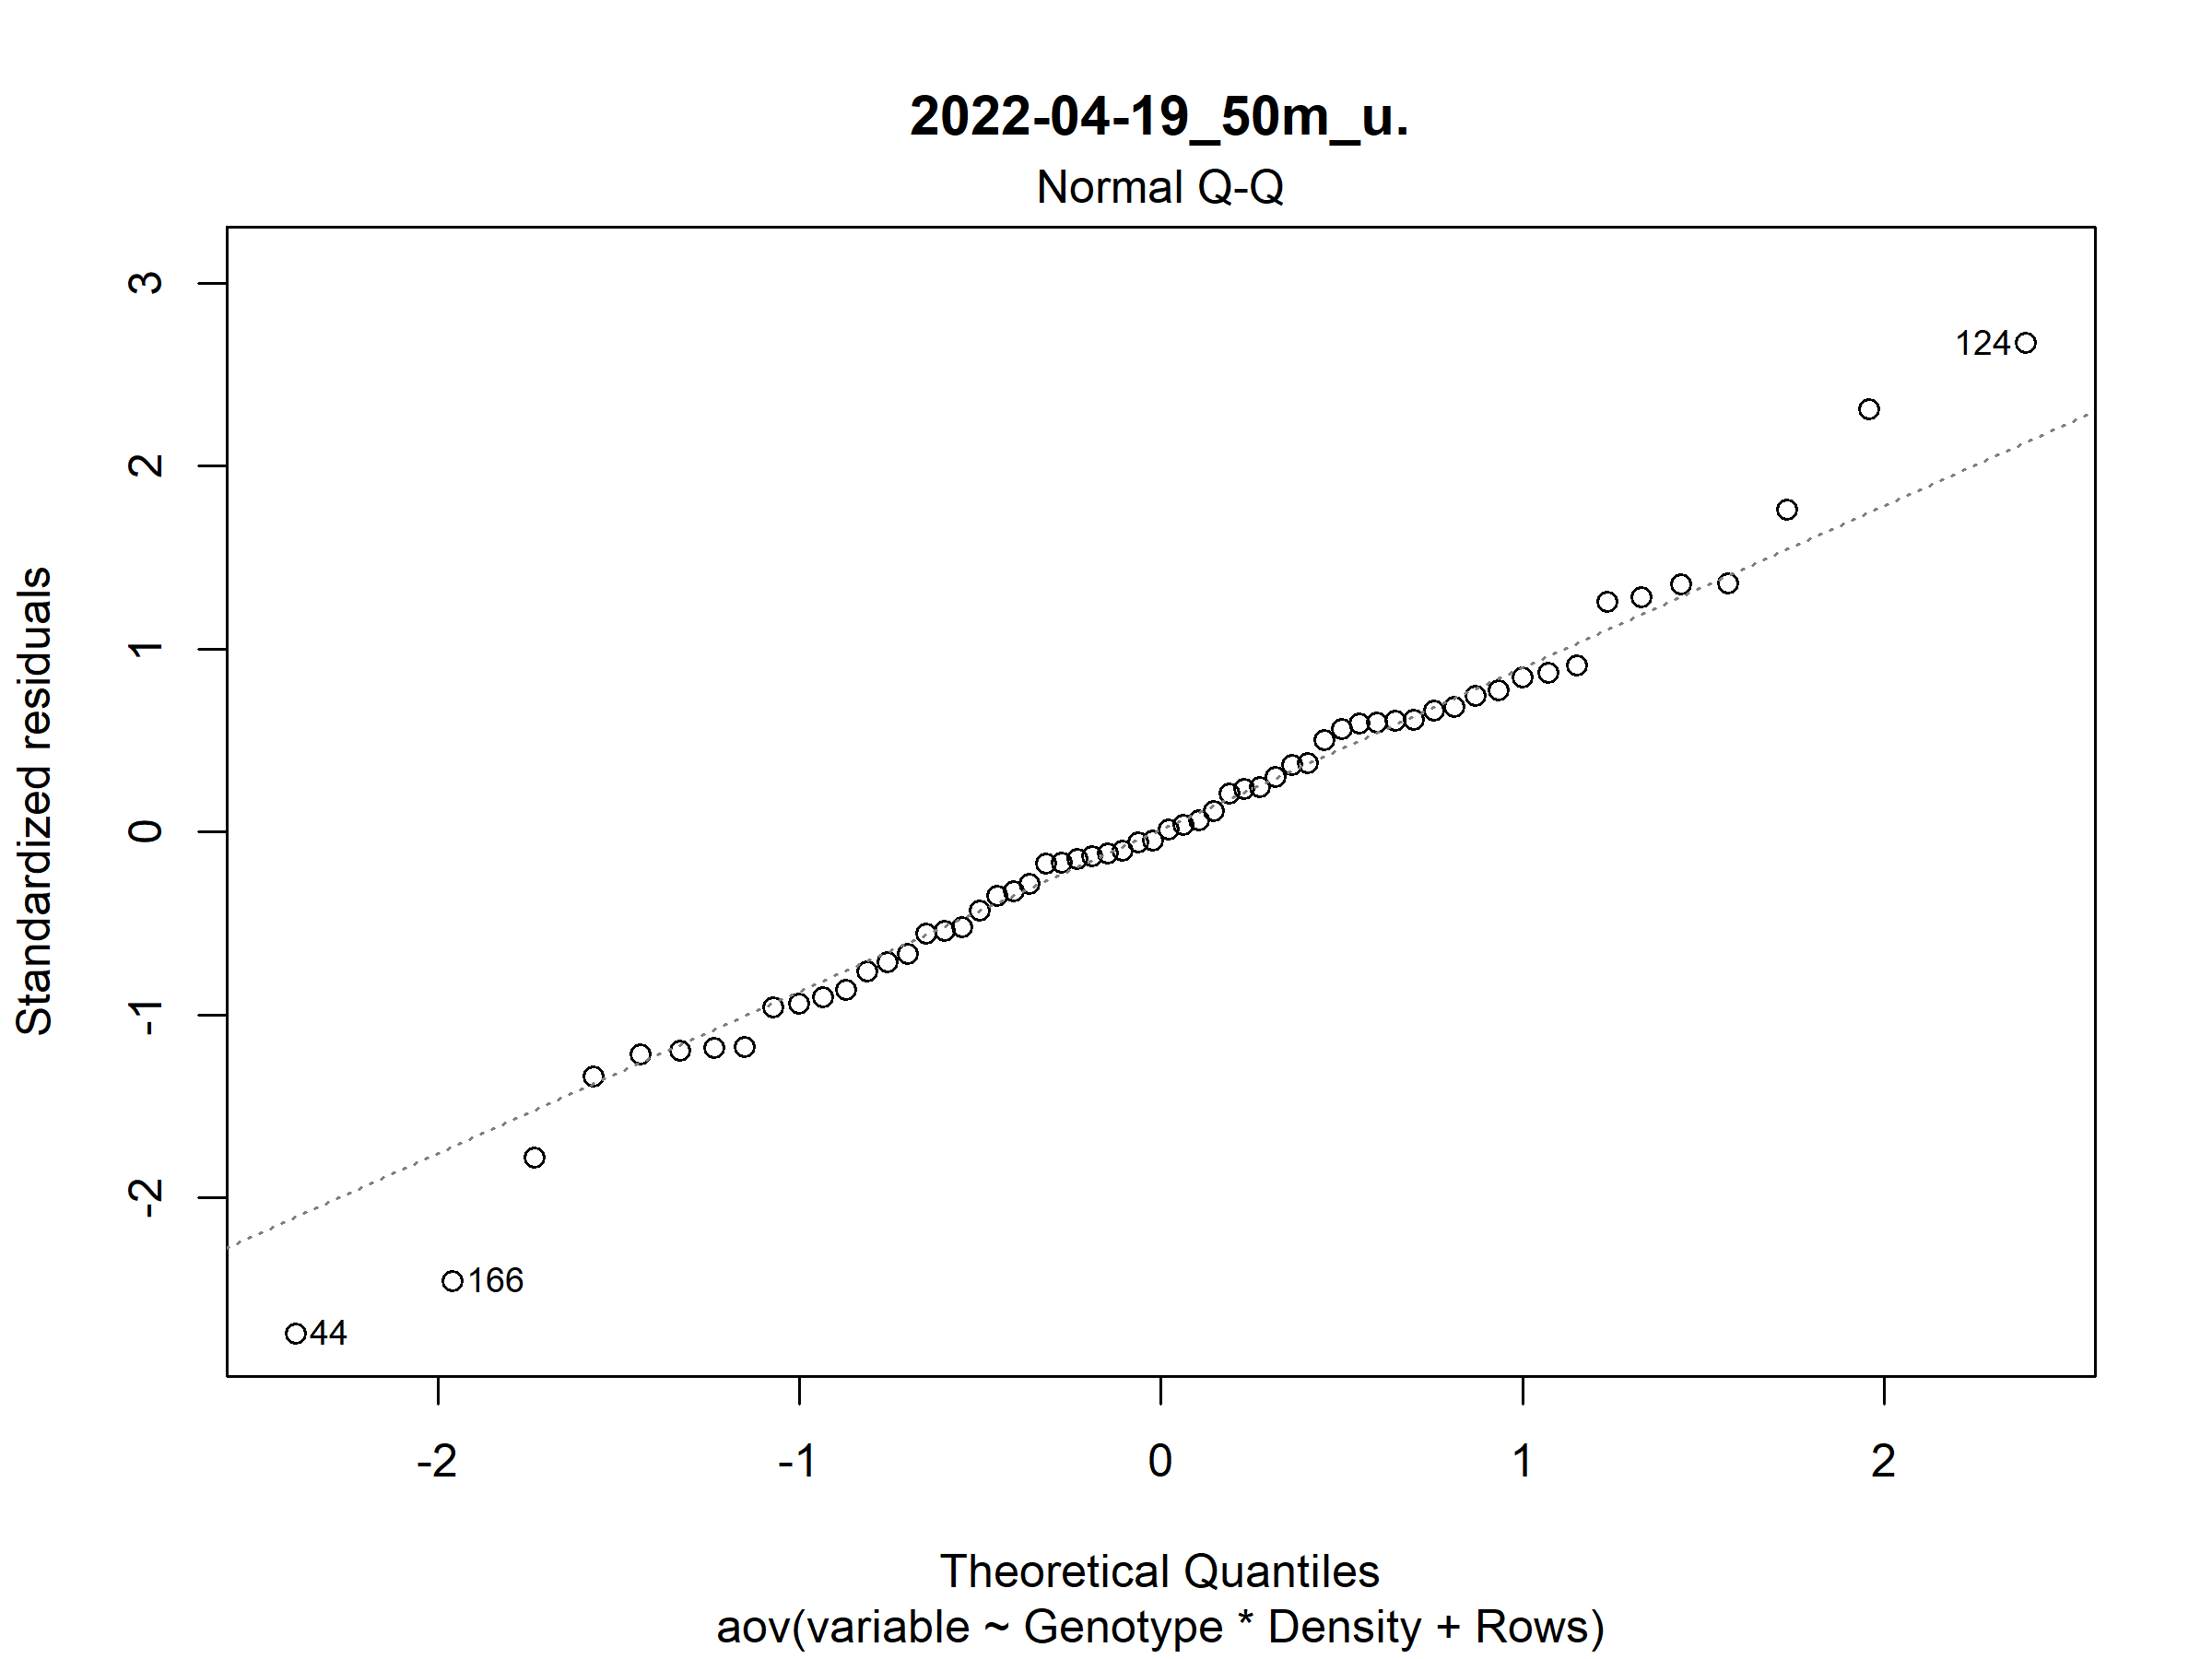 2022-04-19_50m_u.
Normal Q-Q
3
2
1
0
-1
-2
Standardized residuals
124
166
44
-2 -1 0 1 2
Theoretical Quantiles
aov(variable ~ Genotype * Density + Rows)